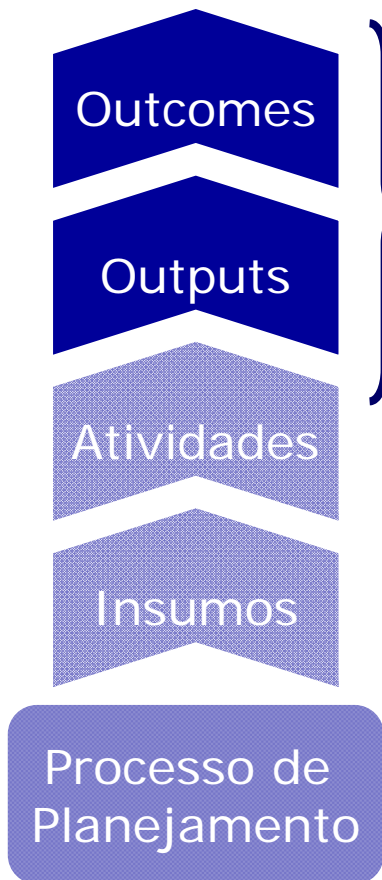 Outcomes
Outputs
Atividades
Insumos
Processo de
Planejamento